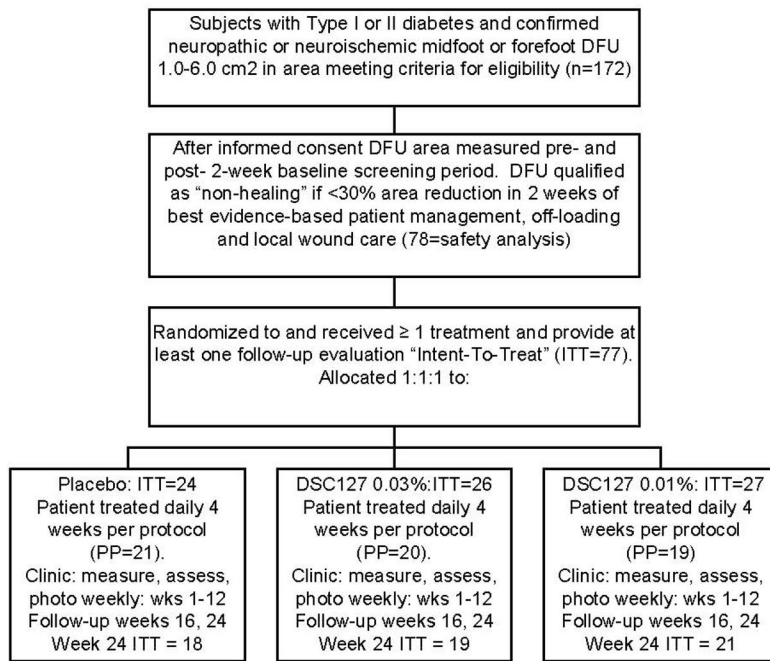 Subjects with Type I or II diabetes and confirmed
neuropathic or neuroischemic midfoot or forefoot DFU
1.0-6.0 cm2 in area meeting criteria for eligibility (n=172)
After informed consent DFU area measured pre- and
post- 2-week baseline screening period.  DFU qualified
as “non-healing” if <30% area reduction in 2 weeks of
best evidence-based patient management, off-loading
and local wound care (78=safety analysis)
Randomized to and received ≥ 1 treatment and provide at
least one follow-up evaluation “Intent-To-Treat” (ITT=77).
Allocated 1:1:1 to:
Placebo: ITT=24
Patient treated daily 4
weeks per protocol
(PP=21).
Clinic: measure, assess,
photo weekly: wks 1-12
Follow-up weeks 16, 24
Week 24 ITT = 18
DSC127 0.03%:ITT=26
Patient treated daily 4
weeks per protocol
(PP=20).
Clinic: measure, assess,
photo weekly: wks 1-12
Follow-up weeks 16, 24
Week 24 ITT = 19
DSC127 0.01%: ITT=27
Patient treated daily 4
weeks per protocol
(PP=19)
Clinic: measure, assess,
photo weekly: wks 1-12
Follow-up weeks 16, 24
Week 24 ITT = 21